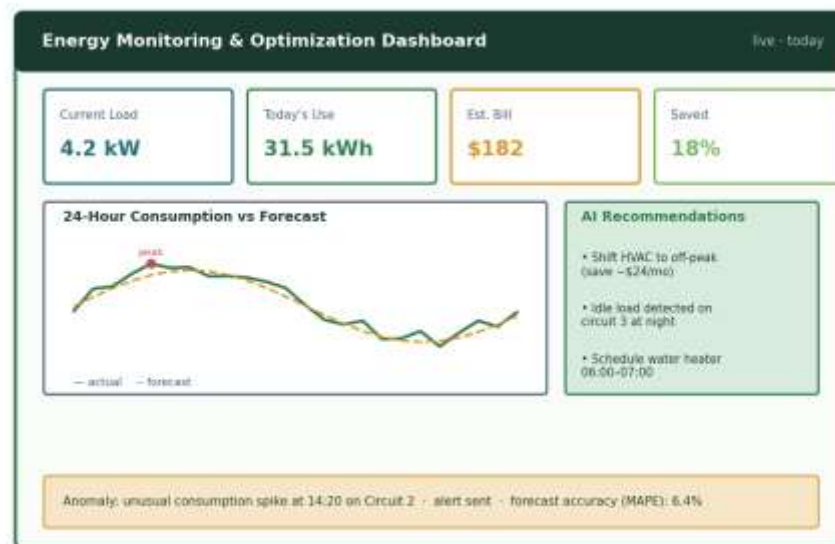 Energy Monitoring & Optimization Dashboard
live · today
Current Load
4.2 kW
Today's Use
31.5 kWh
Est. Bill
$182
Saved
18%
24-Hour Consumption vs Forecast
peak
— actual -- forecast
AI Recommendations
• Shift HVAC to off-peak
(save ~$24/mo)
• Idle load detected on
circuit 3 at night
• Schedule water heater
06:00–07:00
Anomaly: unusual consumption spike at 14:20 on Circuit 2 · alert sent · forecast accuracy (MAPE): 6.4%